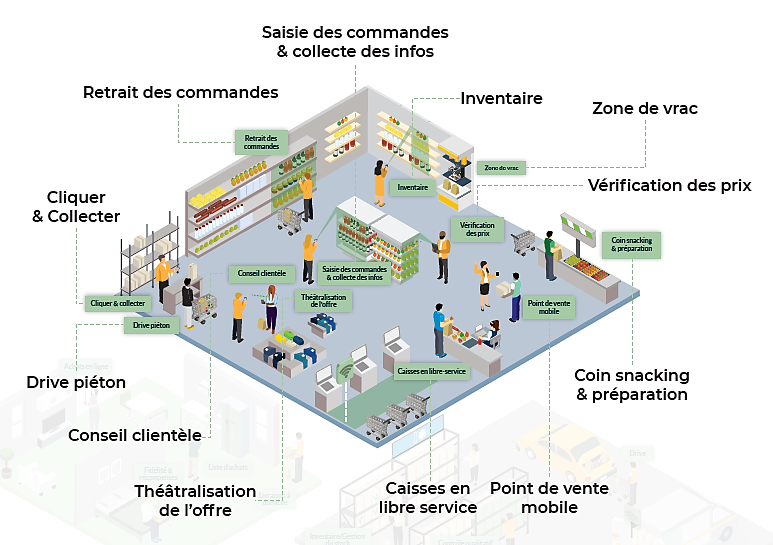 Saisie des commandes
& collecte des infos
Retrait des commandes
Inventaire
Zone de vrac
Retrait des
commandes
Zone de vrac
Inventaire
Vérification des prix
Cliquer
& Collecter
Vérification
des prix
Coin snacking
& préparation
Conseil clientèle
Saisie des commandes
& collecte des infos
Cliquer & collecter
Théâtralisation
de l'offre
Point de vente
mobile
Drive piéton
Caisses en libre-service
Drive piéton
Coin snacking
& préparation
Conseil clientèle
Théâtralisation
de l'offre
Caisses en
libre service
Point de vente
mobile
Drive